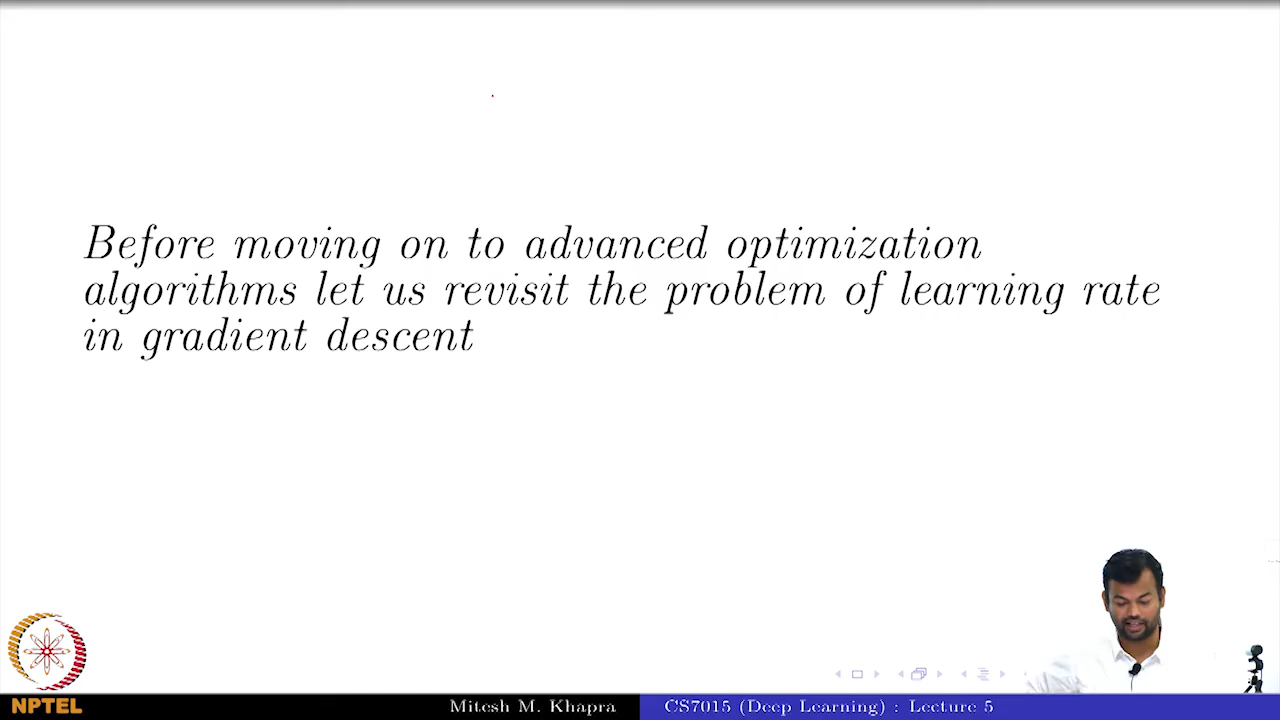 Before moving on to advanced optimization
algorithms let us revisit the problem of learning rate
in gradient descent
NPTEL
Mitesh M. Khapra
CS7015 (Deep Learning) : Lecture 5